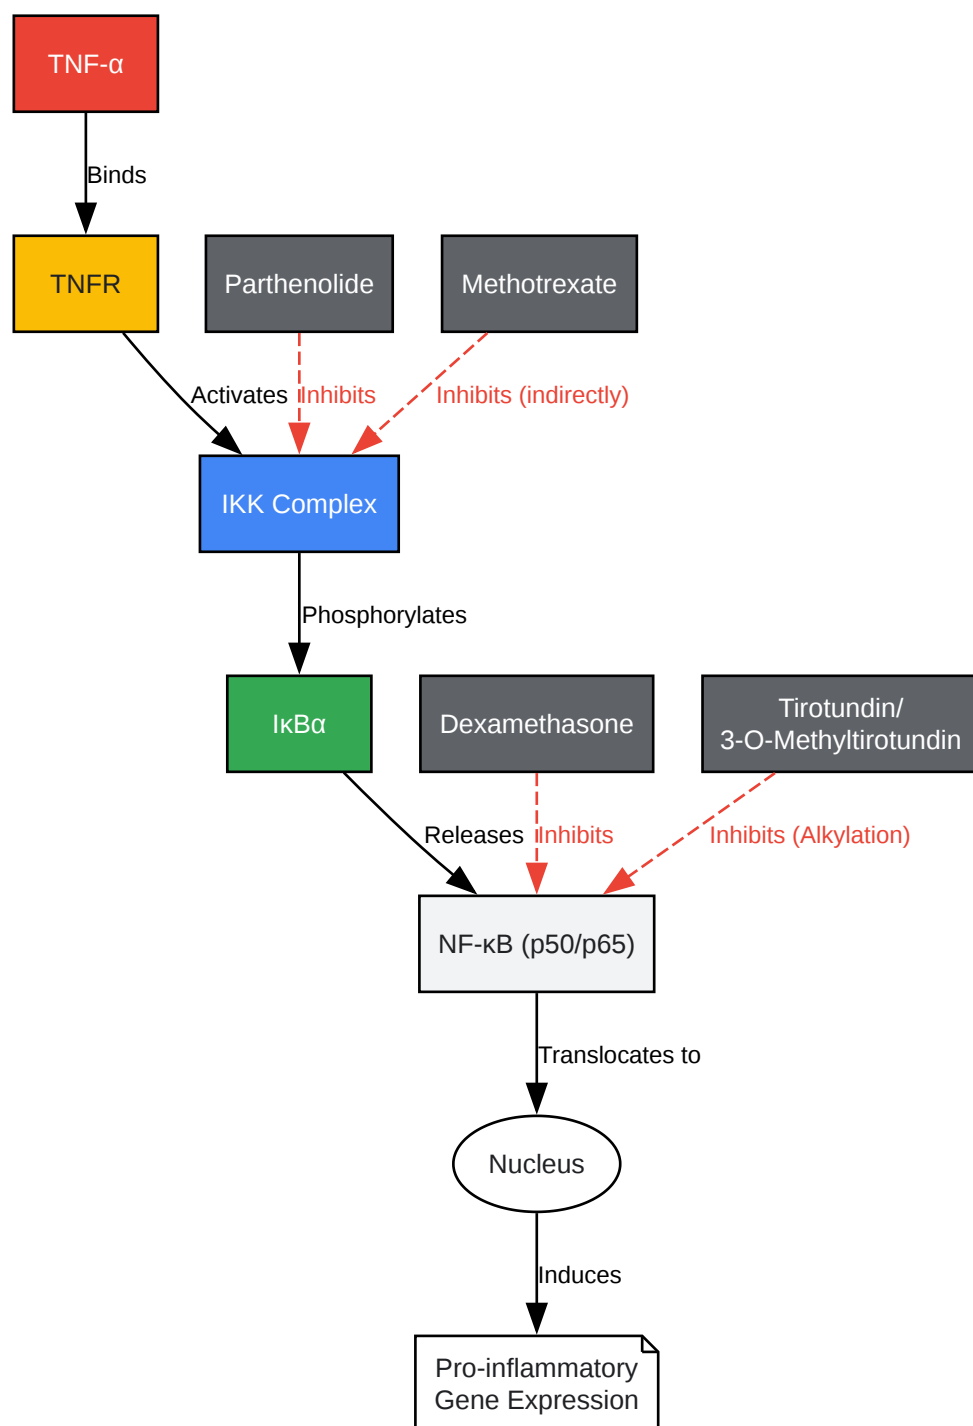 TNF-α
Binds
TNFR
Parthenolide
Methotrexate
Activates
Inhibits
Inhibits (indirectly)
IKK Complex
Phosphorylates
IκBα
Dexamethasone
Tirotundin/
3-O-Methyltirotundin
Releases
Inhibits
Inhibits (Alkylation)
NF-κB (p50/p65)
Translocates to
Nucleus
Induces
Pro-inflammatory
Gene Expression